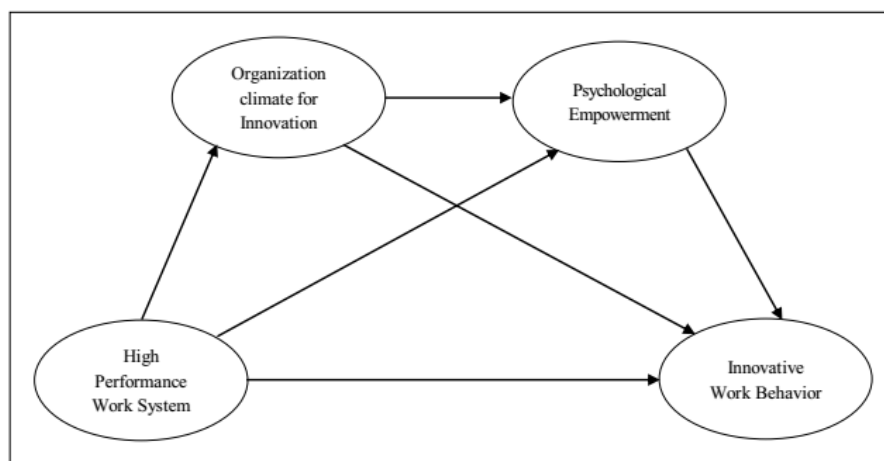 Organization
climate for
Innovation
Psychological
Empowerment
High
Performance
Work System
Innovative
Work Behavior